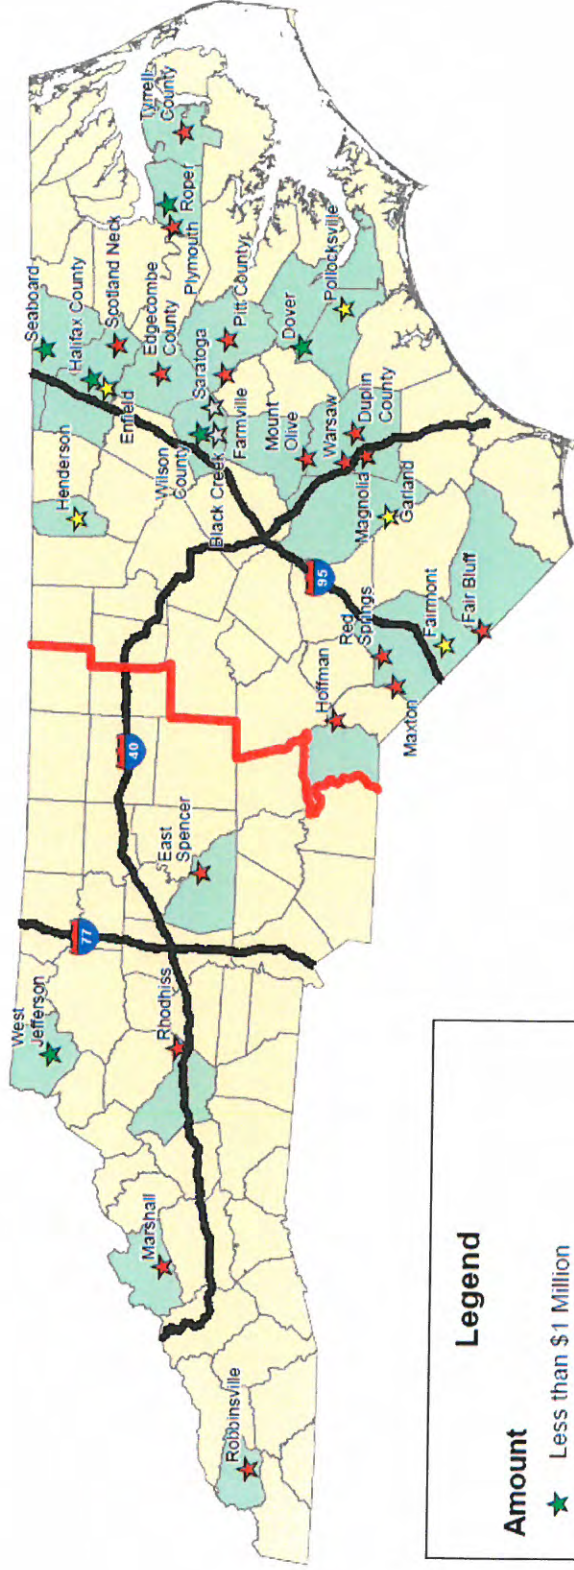 Seaboard
Halifax County
Scotland Neck
Enfield
Henderson
Edgecombe
County
Tyrrell
County
Roper
Plymouth
Wilson
County
Black Creek
Saratoga
Farmville
Pitt County
Mount
Olive
Dover
Pollocksville
Warsaw
Duplin
County
Magnolia
Garland
95
Red
Springs
Fairmont
Fair Bluff
Maxton
Hoffman
40
East
Spencer
77
West
Jefferson
Rhodhiss
Marshall
Robbinsville
Legend
Amount
Less than $1 Million